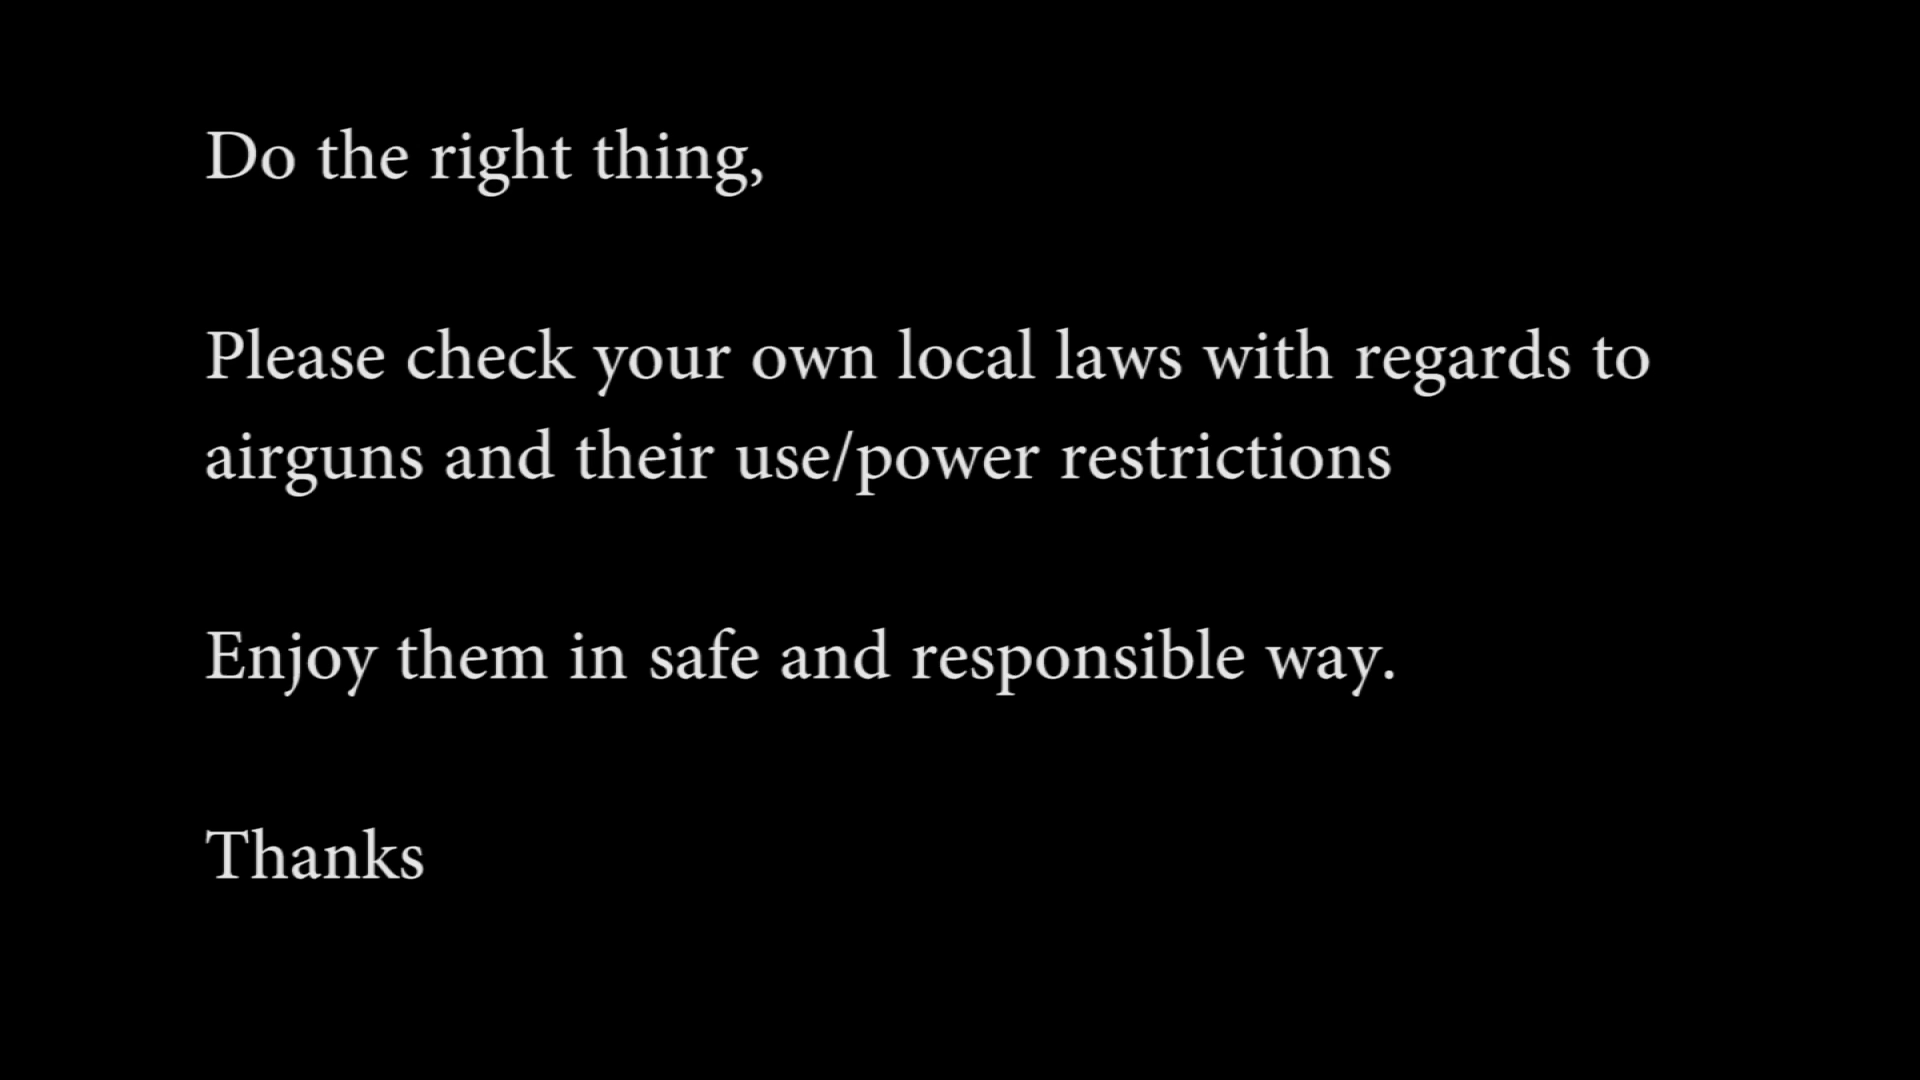 Do the right thing,
Please check your own local laws with regards to
airguns and their use/power restrictions
Enjoy them in safe and responsible way.
Thanks